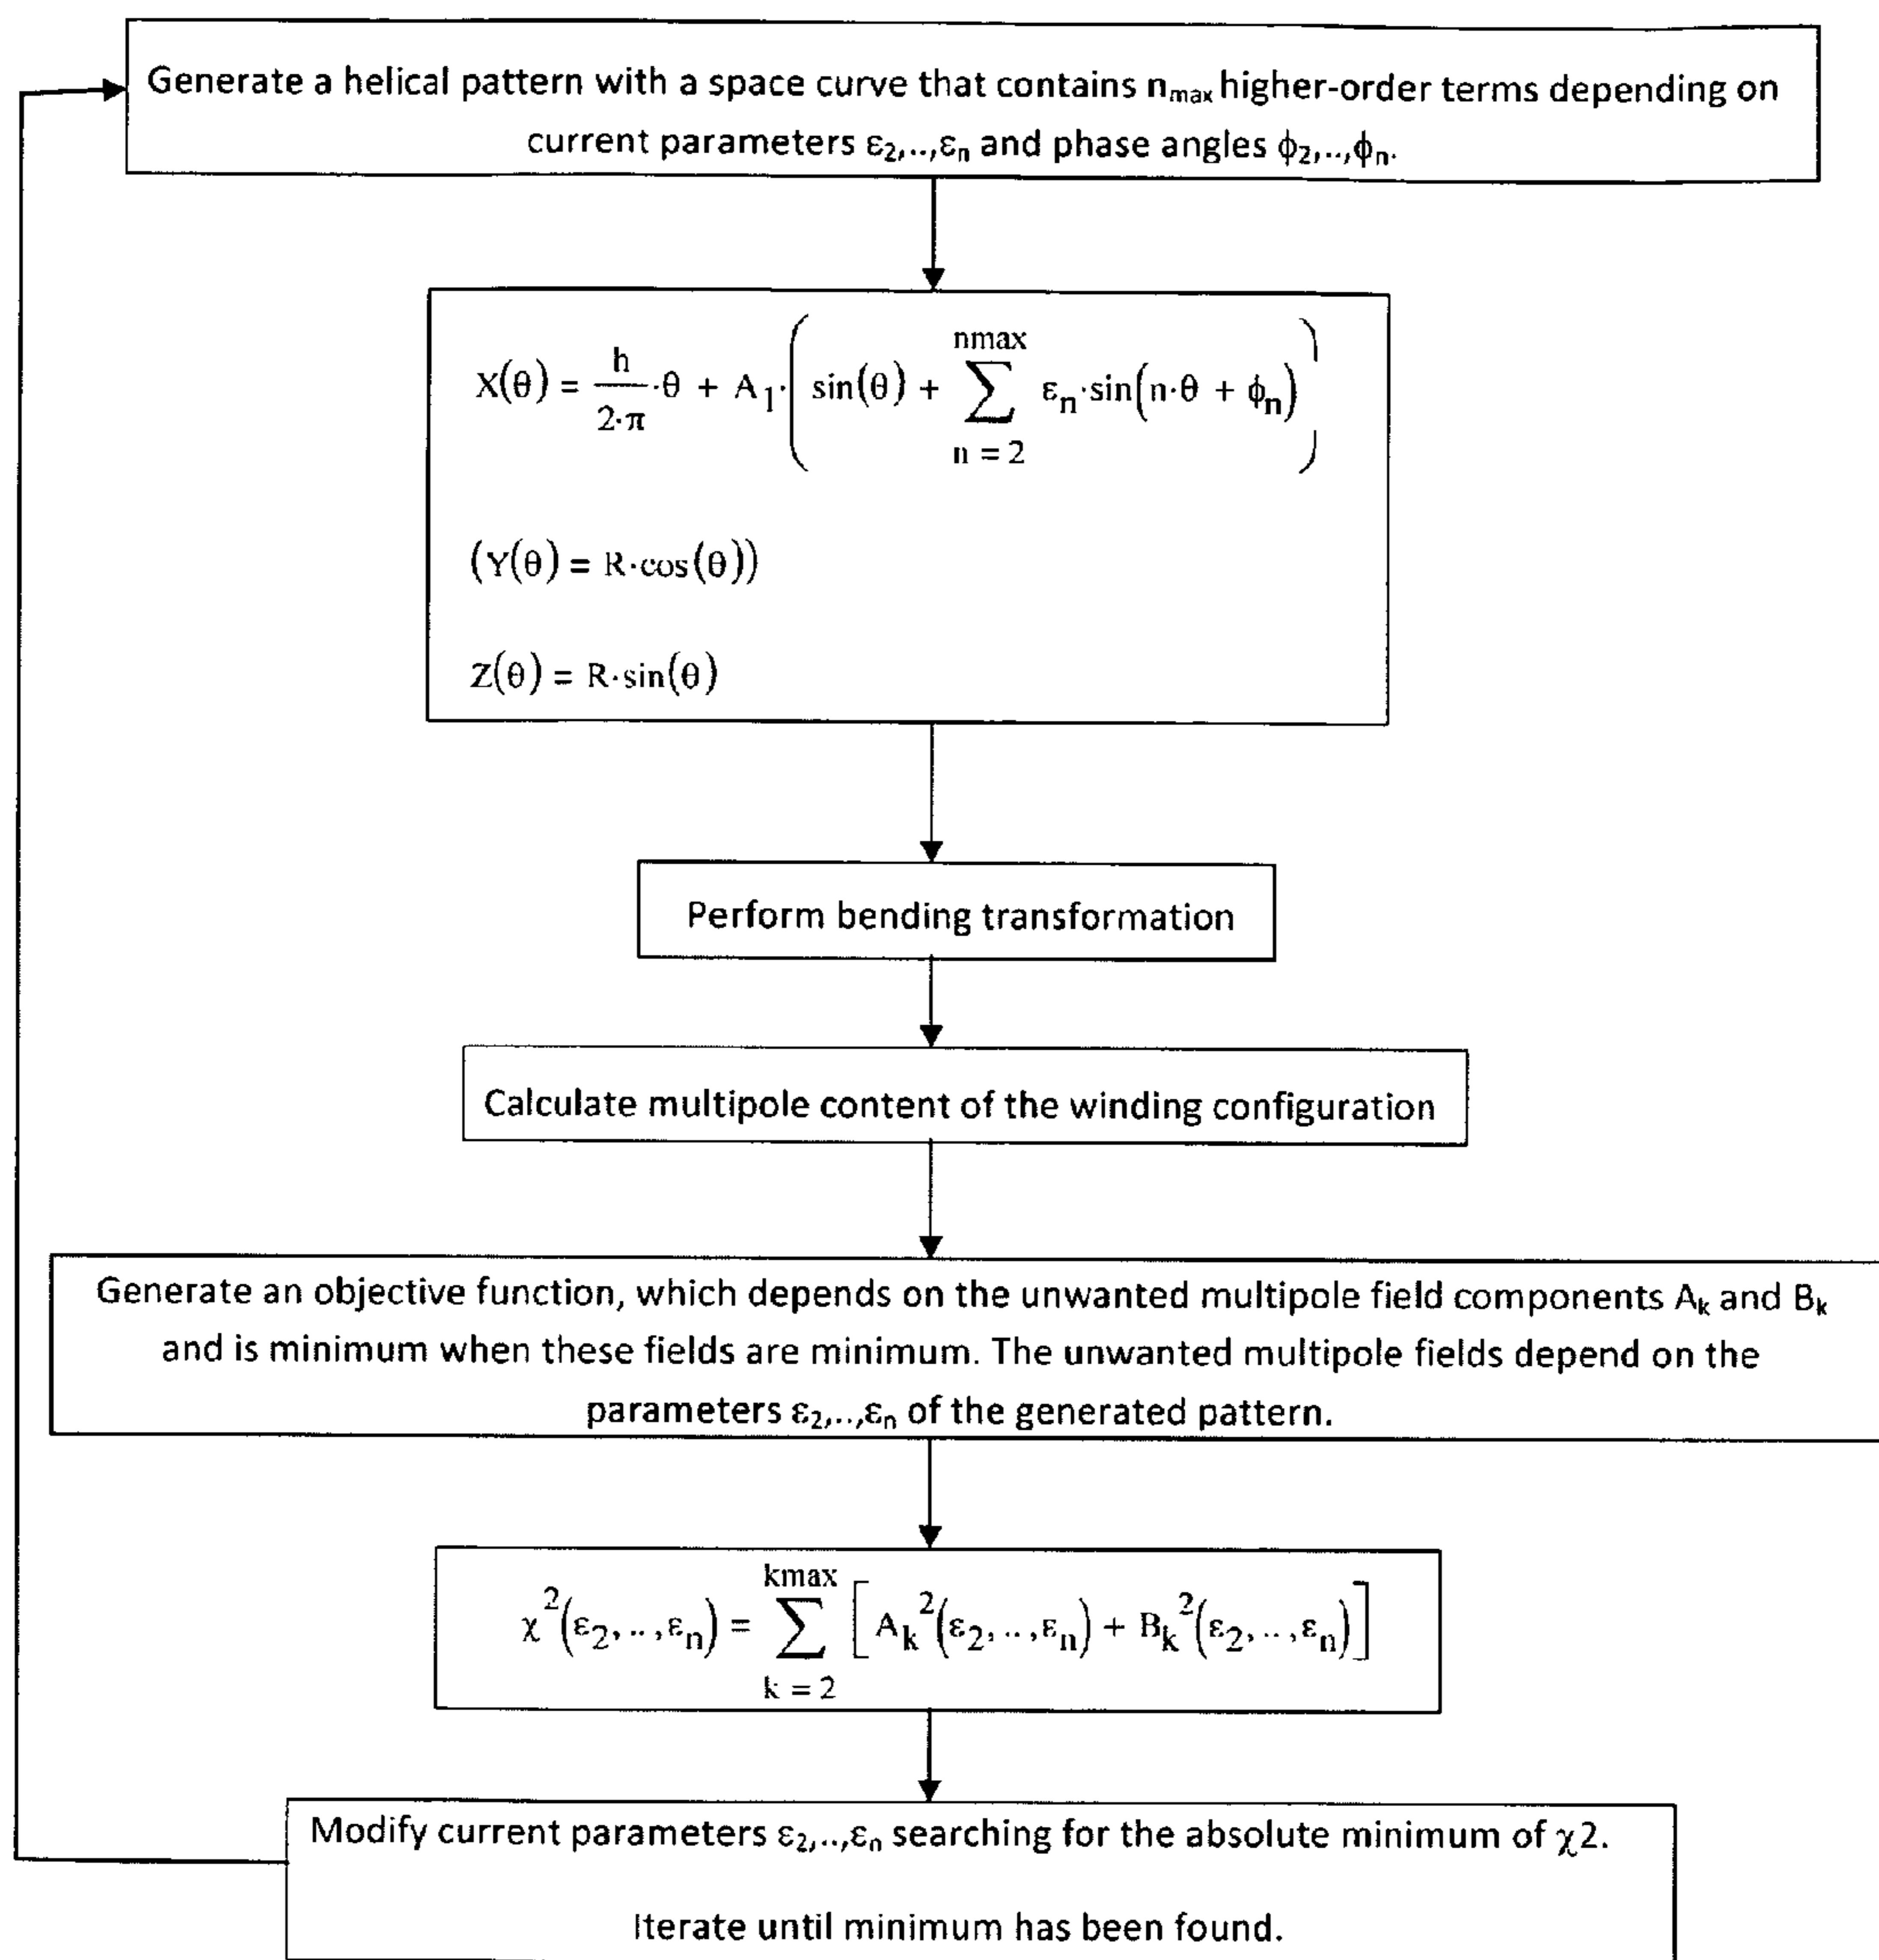 Generate a helical pattern with a space curve that contains nmax higher-order terms depending on
current parameters ε2,..,εn and phase angles ϕ2,..,ϕn.
X(θ) = h/(2·π)·θ + A1·( sin(θ) + ∑ n = 2 nmax εn·sin(n·θ + ϕn) )
(Y(θ) = R·cos(θ))
Z(θ) = R·sin(θ)
Perform bending transformation
Calculate multipole content of the winding configuration
Generate an objective function, which depends on the unwanted multipole field components Ak and Bk
and is minimum when these fields are minimum. The unwanted multipole fields depend on the
parameters ε2,..,εn of the generated pattern.
χ²(ε2,..,εn) = ∑ k = 2 kmax [ Ak²(ε2,..,εn) + Bk²(ε2,..,εn) ]
Modify current parameters ε2,..,εn searching for the absolute minimum of χ2.
Iterate until minimum has been found.